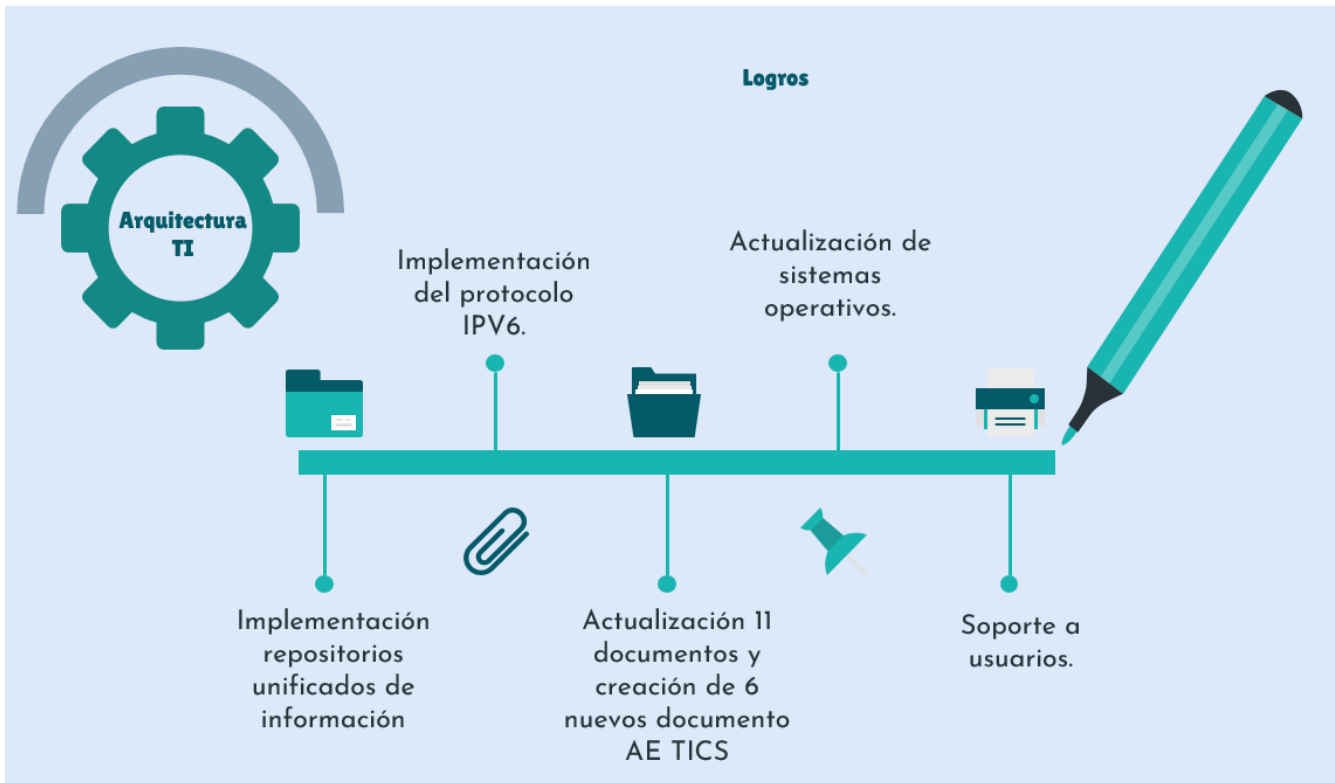 Logros
Arquitectura
TI
Implementación
del protocolo
IPV6.
Actualización de
sistemas
operativos.
Implementación
repositorios
unificados de
información
Actualización 11
documentos y
creación de 6
nuevos documento
AE TICS
Soporte a
usuarios.